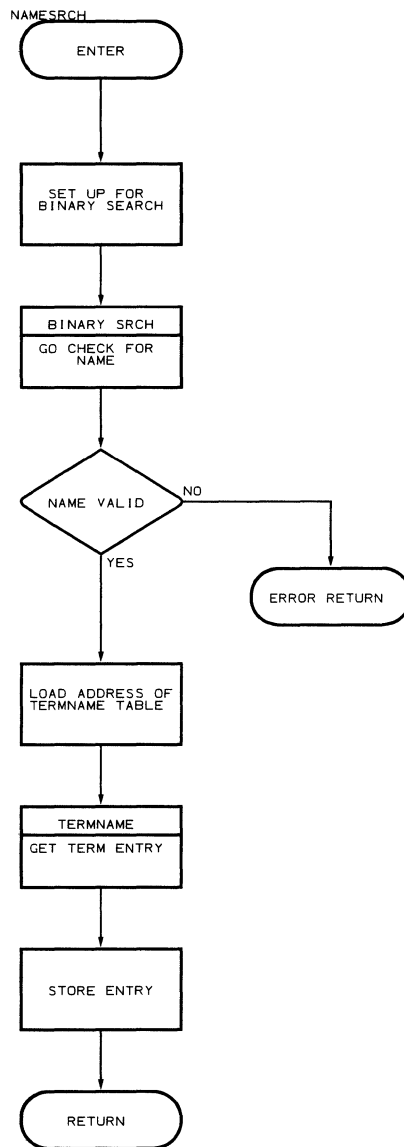 NAMESRCH
ENTER
SET UP FOR
BINARY SEARCH
BINARY SRCH
GO CHECK FOR
NAME
NAME VALID
NO
YES
ERROR RETURN
LOAD ADDRESS OF
TERMNAME TABLE
TERMNAME
GET TERM ENTRY
STORE ENTRY
RETURN